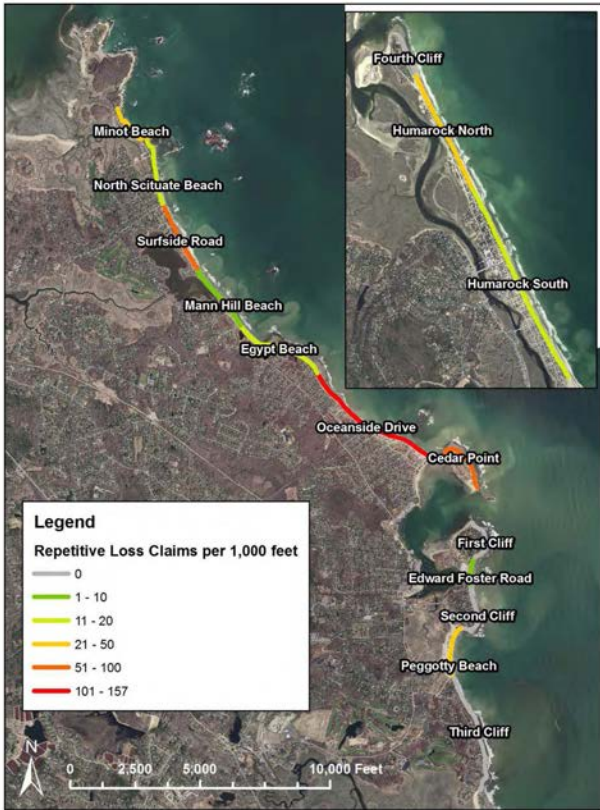 Fourth Cliff
Humarock North
Humarock South
Minot Beach
North Scituate Beach
Surfside Road
Mann Hill Beach
Egypt Beach
Oceanside Drive
Cedar Point
First Cliff
Edward Foster Road
Second Cliff
Peggotty Beach
Third Cliff
Legend
Repetitive Loss Claims per 1,000 feet
0
1 - 10
11 - 20
21 - 50
51 - 100
101 - 157
N
0 2,500 5,000 10,000 Feet